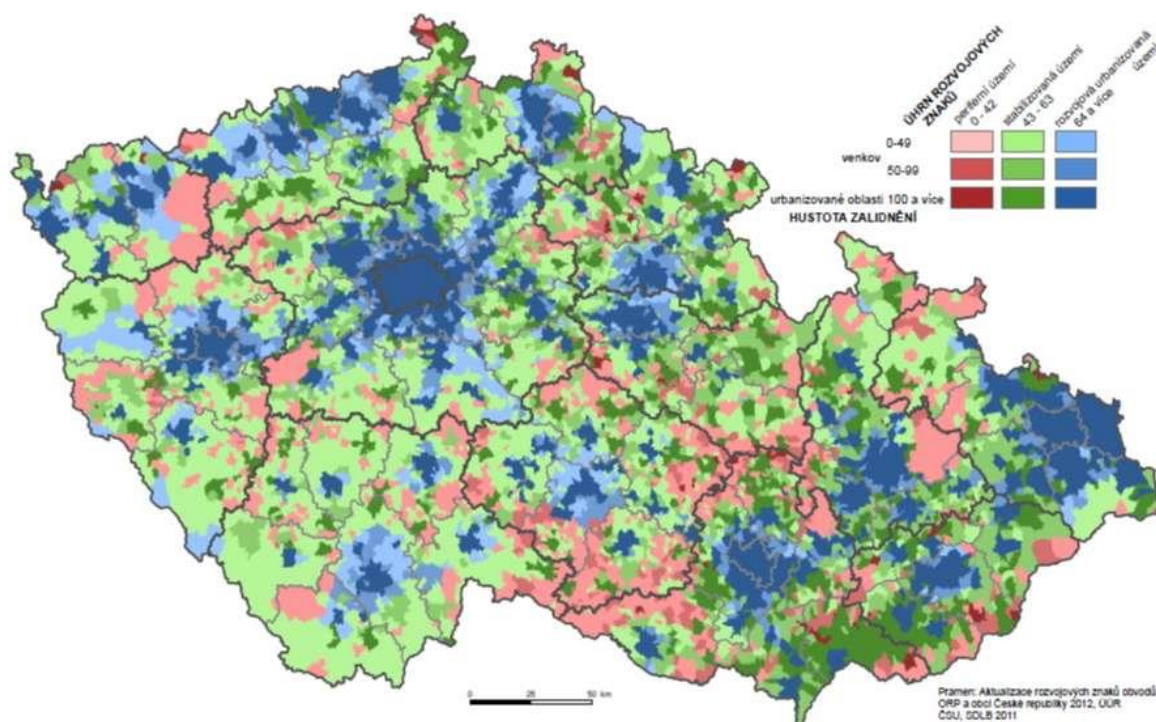 ÚHRN ROZVOJOVÝCH
ZNAKŮ
periferní území
0 - 42
stabilizovaná území
43 - 63
rozvojová urbanizovaná
území
64 a více
0-49
venkov
50-99
urbanizované oblasti 100 a více
HUSTOTA ZALIDNĚNÍ
0 25 50 km
Pramen: Aktualizace rozvojových znaků obvodů
ORP a obcí České republiky 2012, ÚÚR
ČSÚ, SDLB 2011